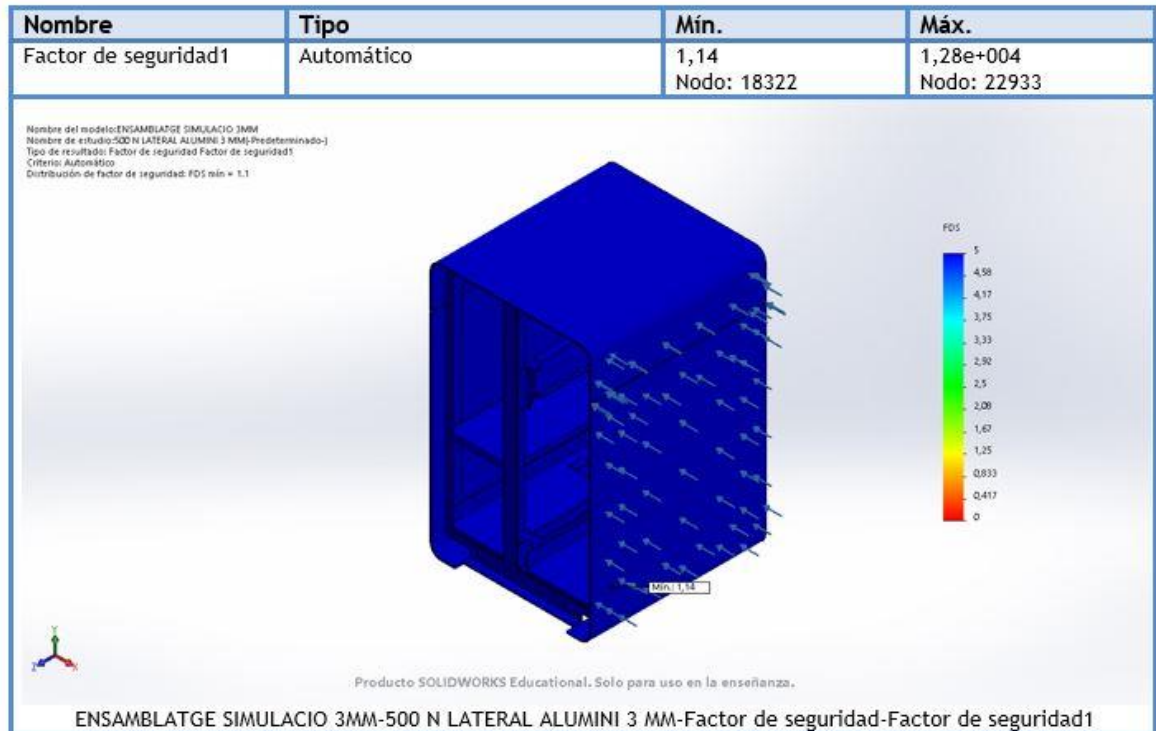 Nombre Tipo Mín. Máx.
Factor de seguridad1 Automático 1,14 1,28e+004
Nodo: 18322 Nodo: 22933
Nombre del modelo:ENSAMBLATGE SIMULACIO 3MM
Nombre de estudio:500 N LATERAL ALUMINI 3 MM(-Predeterminado-)
Tipo de resultado: Factor de seguridad Factor de seguridad1
Criterio: Automático
Distribución de factor de seguridad: FDS mín = 1.1
FDS
5
4,58
4,17
3,75
3,33
2,92
2,5
2,08
1,67
1,25
0,833
0,417
0
Mín.: 1,14
Y
Z X
Producto SOLIDWORKS Educational. Solo para uso en la enseñanza.
ENSAMBLATGE SIMULACIO 3MM-500 N LATERAL ALUMINI 3 MM-Factor de seguridad-Factor de seguridad1